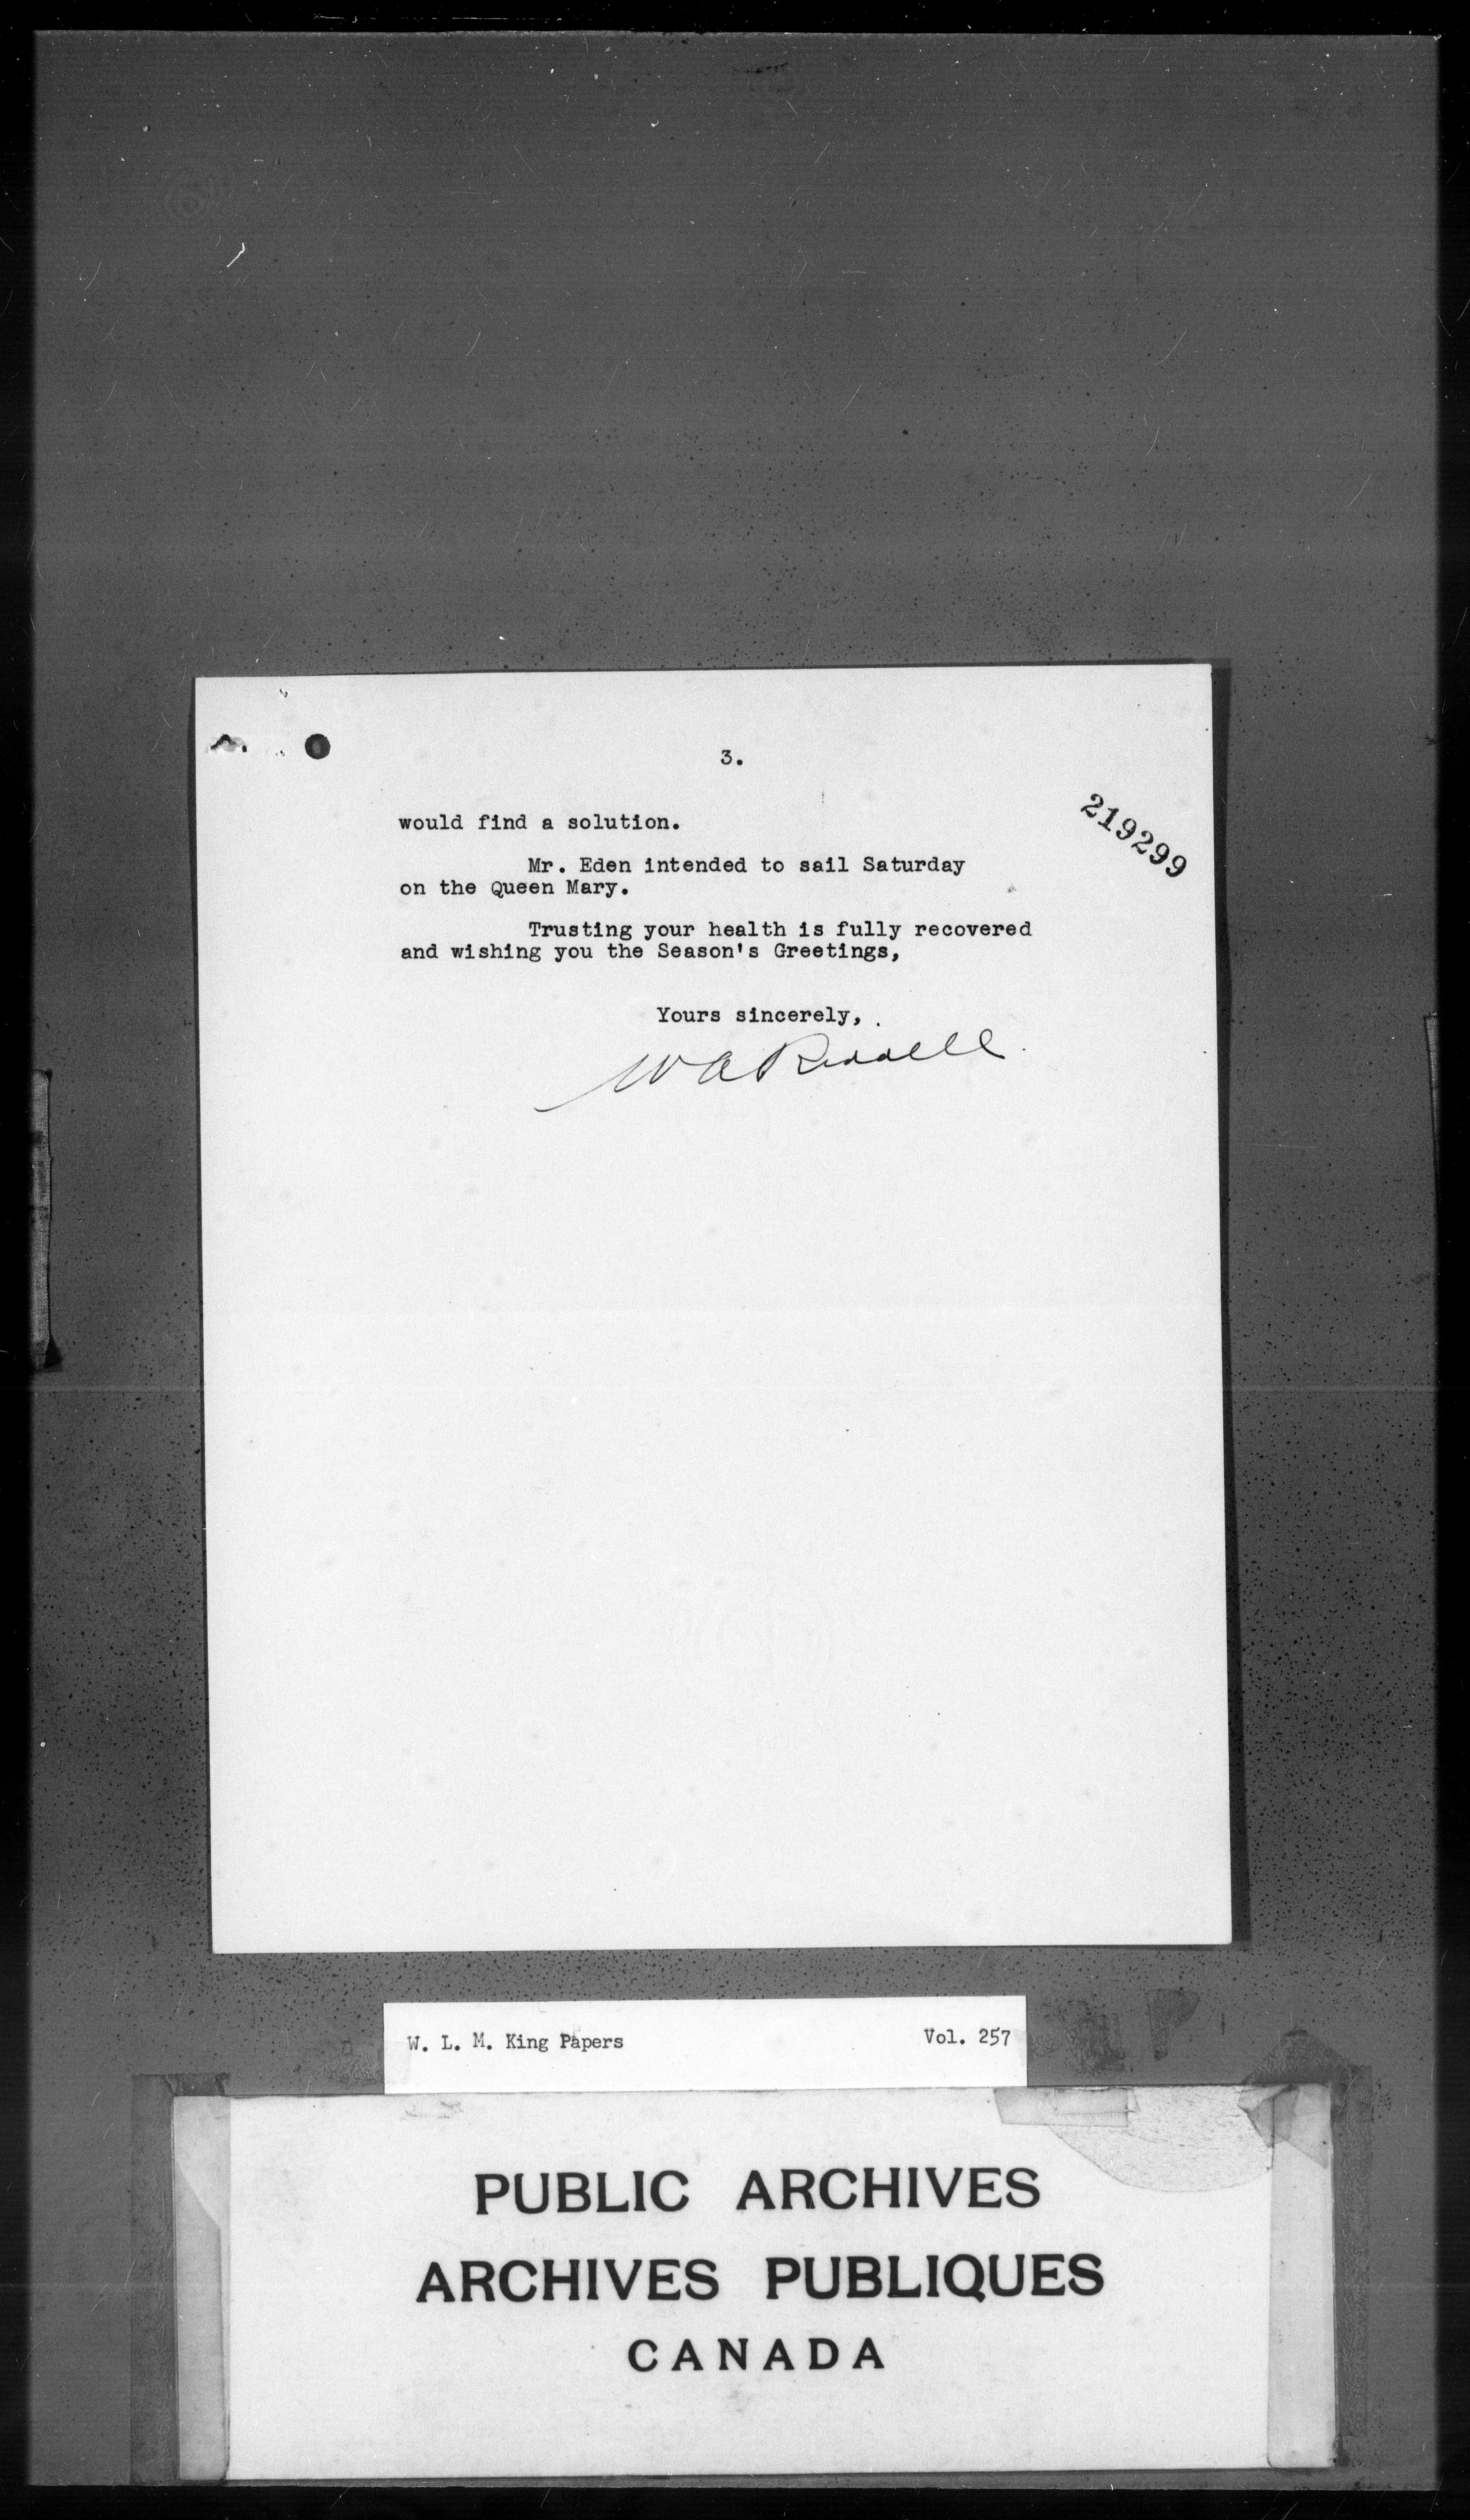 3.
219299
would find a solution.
Mr. Eden intended to sail Saturday
on the Queen Mary.
Trusting your health is fully recovered
and wishing you the Season's Greetings,
Yours sincerely,
W A Riddell
W. L. M. King Papers Vol. 257
PUBLIC ARCHIVES
ARCHIVES PUBLIQUES
CANADA